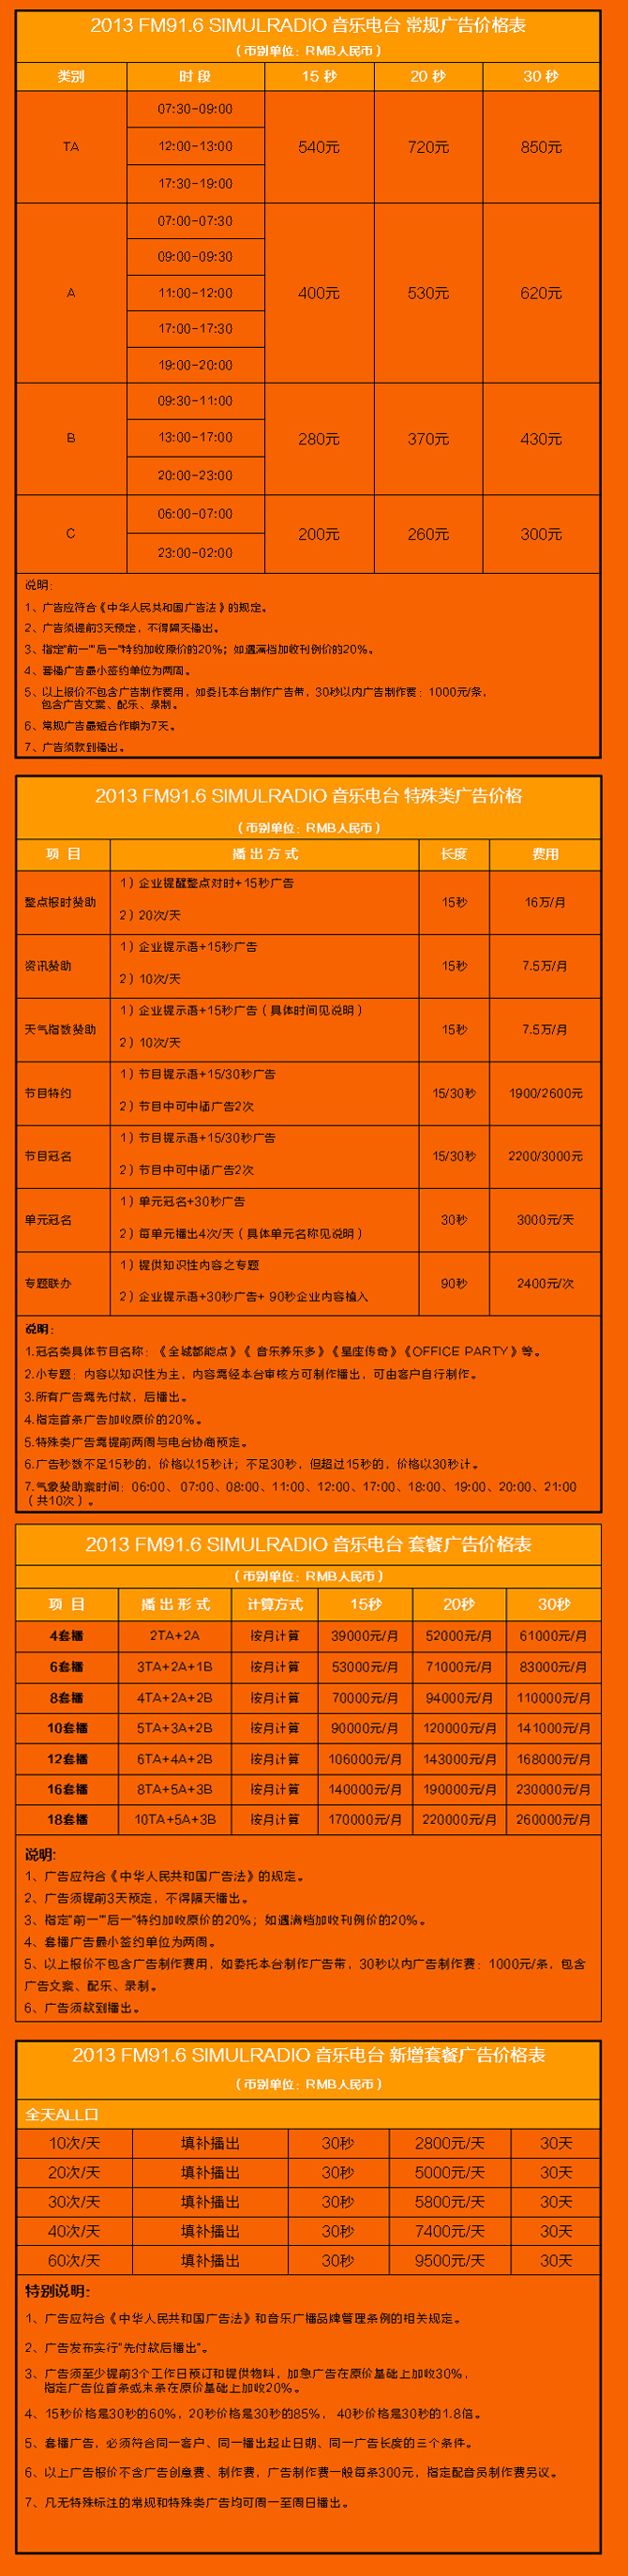 2013 FM91.6 SIMULRADIO 音乐电台 常规广告价格表
（币别单位：RMB人民币）
类别 时 段 15 秒 20 秒 30 秒
TA 07:30-09:00 12:00-13:00 17:30-19:00 540元 720元 850元
A 07:00-07:30 09:00-09:30 11:00-12:00 17:00-17:30 19:00-20:00 400元 530元 620元
B 09:30-11:00 13:00-17:00 20:00-23:00 280元 370元 430元
C 06:00-07:00 23:00-02:00 200元 260元 300元
说明：
1、广告应符合《中华人民共和国广告法》的规定。
2、广告须提前3天预定，不得隔天播出。
3、指定"前一""后一"特约加收原价的20%；如遇满档加收刊例价的20%。
4、套播广告最小签约单位为两周。
5、以上报价不包含广告制作费用，如委托本台制作广告带，30秒以内广告制作费：1000元/条，
包含广告文案、配乐、录制。
6、常规广告最短合作期为7天。
7、广告须款到播出。
2013 FM91.6 SIMULRADIO 音乐电台 特殊类广告价格
（币别单位：RMB人民币）
项 目 播 出 方 式 长度 费用
整点报时赞助 1）企业提醒整点对时+15秒广告 2）20次/天 15秒 16万/月
资讯赞助 1）企业提示语+15秒广告 2）10次/天 15秒 7.5万/月
天气指数赞助 1）企业提示语+15秒广告（具体时间见说明） 2）10次/天 15秒 7.5万/月
节目特约 1）节目提示语+15/30秒广告 2）节目中可中插广告2次 15/30秒 1900/2600元
节目冠名 1）节目提示语+15/30秒广告 2）节目中可中插广告2次 15/30秒 2200/3000元
单元冠名 1）单元冠名+30秒广告 2）每单元播出4次/天（具体单元名称见说明） 30秒 3000元/天
专题联办 1）提供知识性内容之专题 2）企业提示语+30秒广告+ 90秒企业内容植入 90秒 2400元/次
说明：
1.冠名类具体节目名称：《全城都能点》《 音乐养乐多》《星座传奇》《OFFICE PARTY》等。
2.小专题：内容以知识性为主，内容需经本台审核方可制作播出，可由客户自行制作。
3.所有广告需先付款，后播出。
4.指定首条广告加收原价的20%。
5.特殊类广告需提前两周与电台协商预定。
6.广告秒数不足15秒的，价格以15秒计；不足30秒，但超过15秒的，价格以30秒计。
7.气象赞助案时间：06:00、 07:00、08:00、11:00、12:00、17:00、18:00、19:00、20:00、21:00
（共10次）。
2013 FM91.6 SIMULRADIO 音乐电台 套餐广告价格表
（币别单位：RMB人民币）
项 目 播 出 形 式 计算方式 15秒 20秒 30秒
4套播 2TA+2A 按月计算 39000元/月 52000元/月 61000元/月
6套播 3TA+2A+1B 按月计算 53000元/月 71000元/月 83000元/月
8套播 4TA+2A+2B 按月计算 70000元/月 94000元/月 110000元/月
10套播 5TA+3A+2B 按月计算 90000元/月 120000元/月 141000元/月
12套播 6TA+4A+2B 按月计算 106000元/月 143000元/月 168000元/月
16套播 8TA+5A+3B 按月计算 140000元/月 190000元/月 230000元/月
18套播 10TA+5A+3B 按月计算 170000元/月 220000元/月 260000元/月
说明：
1、广告应符合《中华人民共和国广告法》的规定。
2、广告须提前3天预定，不得隔天播出。
3、指定"前一""后一"特约加收原价的20%；如遇满档加收刊例价的20%。
4、套播广告最小签约单位为两周。
5、以上报价不包含广告制作费用，如委托本台制作广告带，30秒以内广告制作费：1000元/条，包含
广告文案、配乐、录制。
6、广告须款到播出。
2013 FM91.6 SIMULRADIO 音乐电台 新增套餐广告价格表
（币别单位：RMB人民币）
全天ALL口
10次/天 填补播出 30秒 2800元/天 30天
20次/天 填补播出 30秒 5000元/天 30天
30次/天 填补播出 30秒 5800元/天 30天
40次/天 填补播出 30秒 7400元/天 30天
60次/天 填补播出 30秒 9500元/天 30天
特别说明：
1、广告应符合《中华人民共和国广告法》和音乐广播品牌管理条例的相关规定。
2、广告发布实行"先付款后播出"。
3、广告须至少提前3个工作日预订和提供物料，加急广告在原价基础上加收30%，
指定广告位首条或末条在原价基础上加收20%。
4、15秒价格是30秒的60%，20秒价格是30秒的85%， 40秒价格是30秒的1.8倍。
5、套播广告，必须符合同一客户、同一播出起止日期、同一广告长度的三个条件。
6、以上广告报价不含广告创意费、制作费，广告制作费一般每条300元，指定配音员制作费另议。
7、凡无特殊标注的常规和特殊类广告均可周一至周日播出。